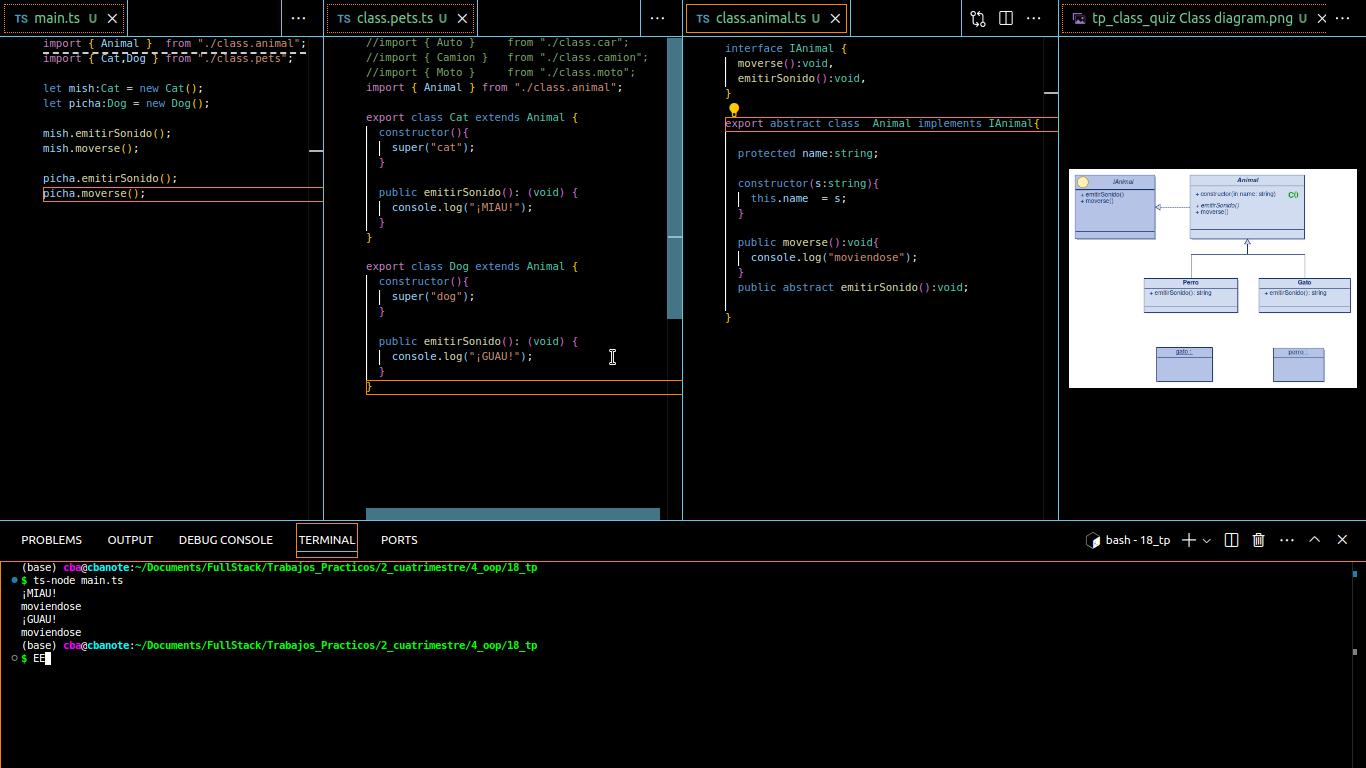 TS main.ts U
TS class.pets.ts U
TS class.animal.ts U
tp_class_quiz Class diagram.png U
import { Animal }  from "./class.animal";
import { Cat,Dog } from "./class.pets";
let mish:Cat = new Cat();
let picha:Dog = new Dog();
mish.emitirSonido();
mish.moverse();
picha.emitirSonido();
picha.moverse();
//import { Auto }     from "./class.car";
//import { Camion }   from "./class.camion";
//import { Moto }     from "./class.moto";
import { Animal } from "./class.animal";
export class Cat extends Animal {
constructor(){
super("cat");
}
public emitirSonido(): (void) {
console.log("¡MIAU!");
}
}
export class Dog extends Animal {
constructor(){
super("dog");
}
public emitirSonido(): (void) {
console.log("¡GUAU!");
}
}
interface IAnimal {
moverse():void,
emitirSonido():void,
}
export abstract class  Animal implements IAnimal{
protected name:string;
constructor(s:string){
this.name  = s;
}
public moverse():void{
console.log("moviendose");
}
public abstract emitirSonido():void;
}
IAnimal
+ emitirSonido()
+ moverse()
Animal
+ constructor(in name: string) C()
+ emitirSonido()
+ moverse()
Perro
+ emitirSonido(): string
Gato
+ emitirSonido(): string
gato :
perro :
PROBLEMS OUTPUT DEBUG CONSOLE TERMINAL PORTS
bash - 18_tp
(base) cba@cbanote:~/Documents/FullStack/Trabajos_Practicos/2_cuatrimestre/4_oop/18_tp
$ ts-node main.ts
¡MIAU!
moviendose
¡GUAU!
moviendose
(base) cba@cbanote:~/Documents/FullStack/Trabajos_Practicos/2_cuatrimestre/4_oop/18_tp
$ EE